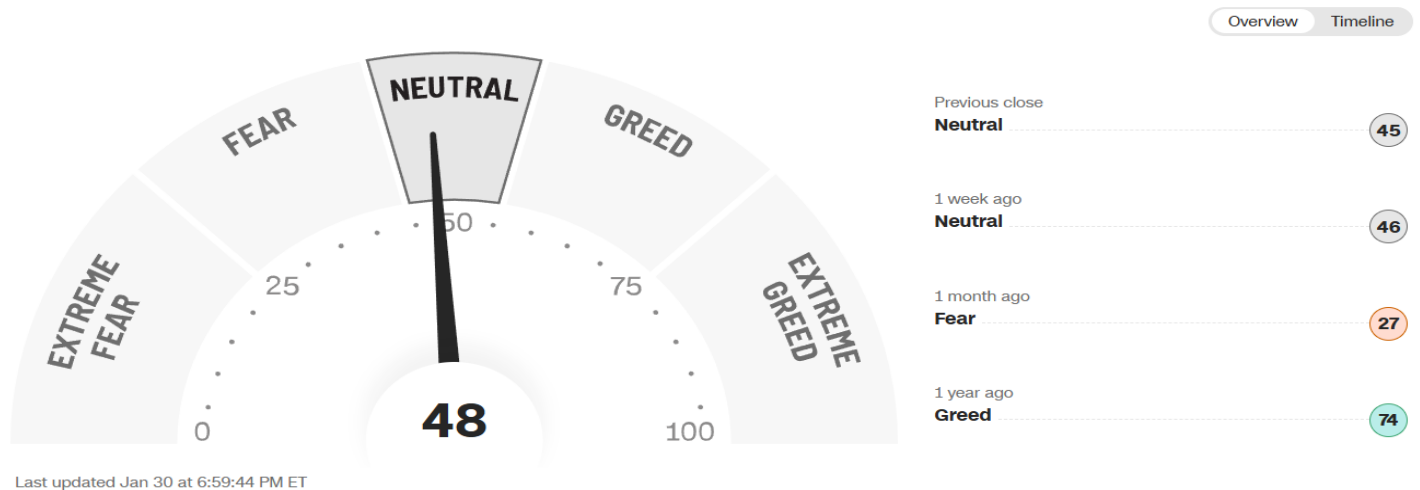 Overview Timeline
NEUTRAL
FEAR
GREED
EXTREME
FEAR
EXTREME
GREED
0
25
50
75
100
48
Last updated Jan 30 at 6:59:44 PM ET
Previous close
Neutral 45
1 week ago
Neutral 46
1 month ago
Fear 27
1 year ago
Greed 74